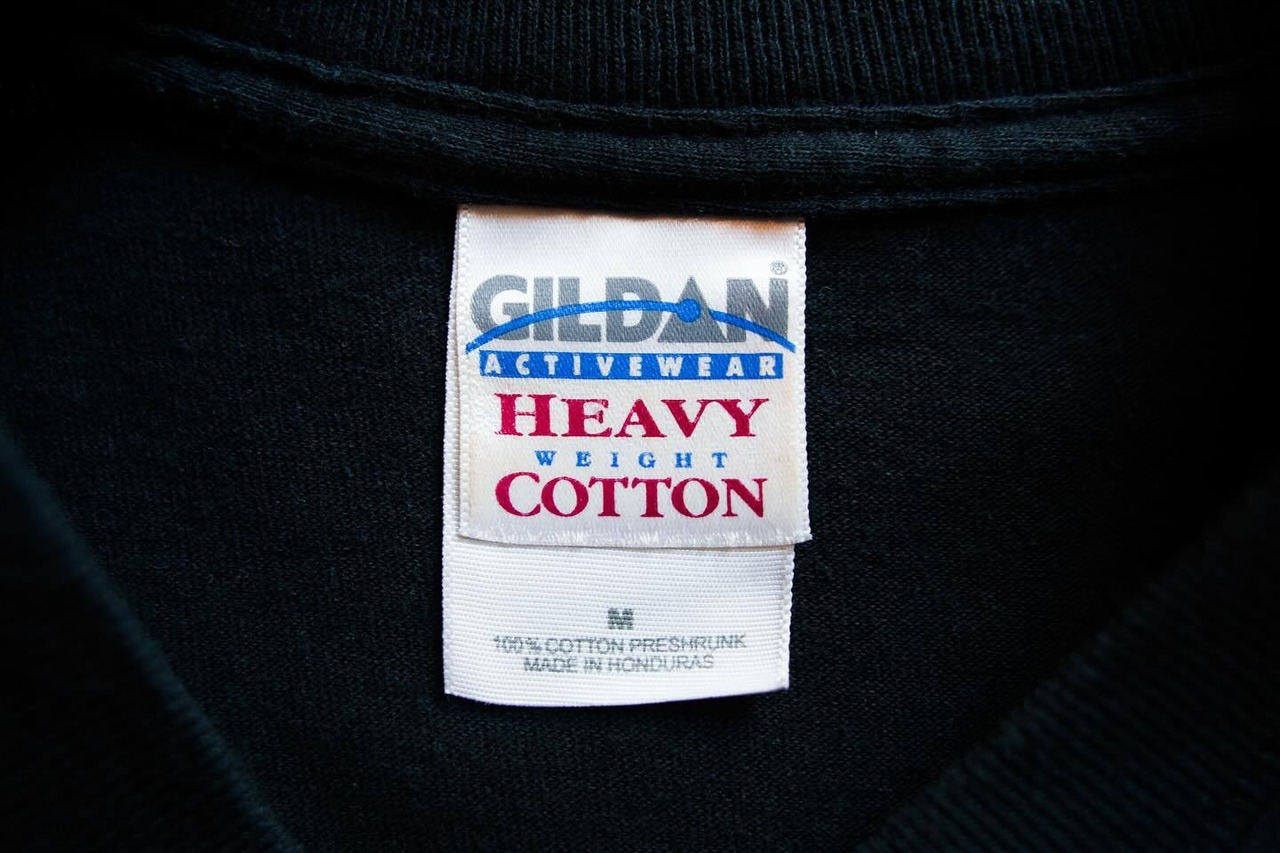 GILDAN®
ACTIVEWEAR
HEAVY
WEIGHT
COTTON
M
100% COTTON PRESHRUNK
MADE IN HONDURAS